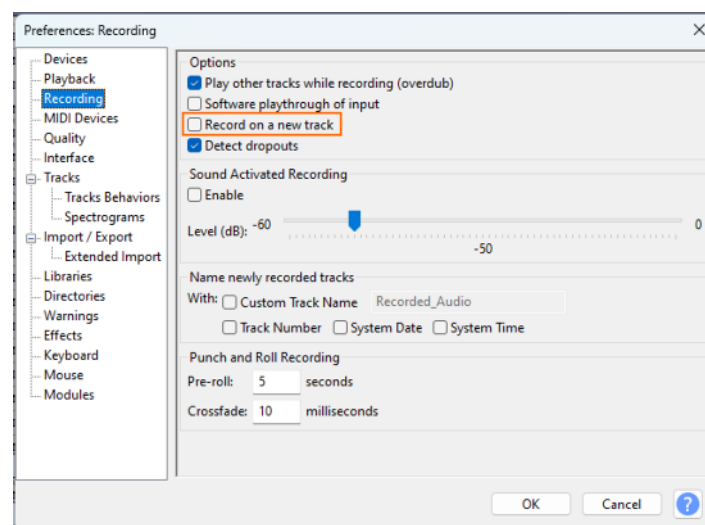 Preferences: Recording
Devices
Playback
Recording
MIDI Devices
Quality
Interface
Tracks
Tracks Behaviors
Spectrograms
Import / Export
Extended Import
Libraries
Directories
Warnings
Effects
Keyboard
Mouse
Modules
Options
Play other tracks while recording (overdub)
Software playthrough of input
Record on a new track
Detect dropouts
Sound Activated Recording
Enable
Level (dB): -60 0
-50
Name newly recorded tracks
With: Custom Track Name Recorded_Audio
Track Number System Date System Time
Punch and Roll Recording
Pre-roll: 5 seconds
Crossfade: 10 milliseconds
OK Cancel ?